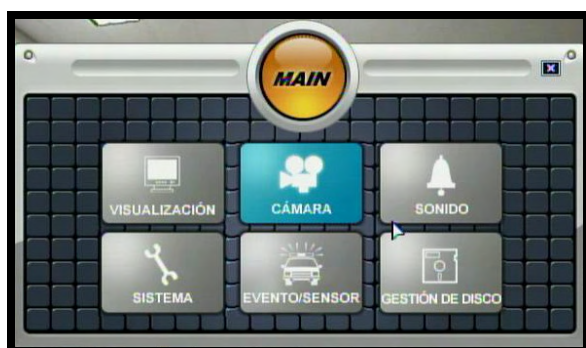 MAIN
VISUALIZACIÓN
CÁMARA
SONIDO
SISTEMA
EVENTO/SENSOR
GESTIÓN DE DISCO